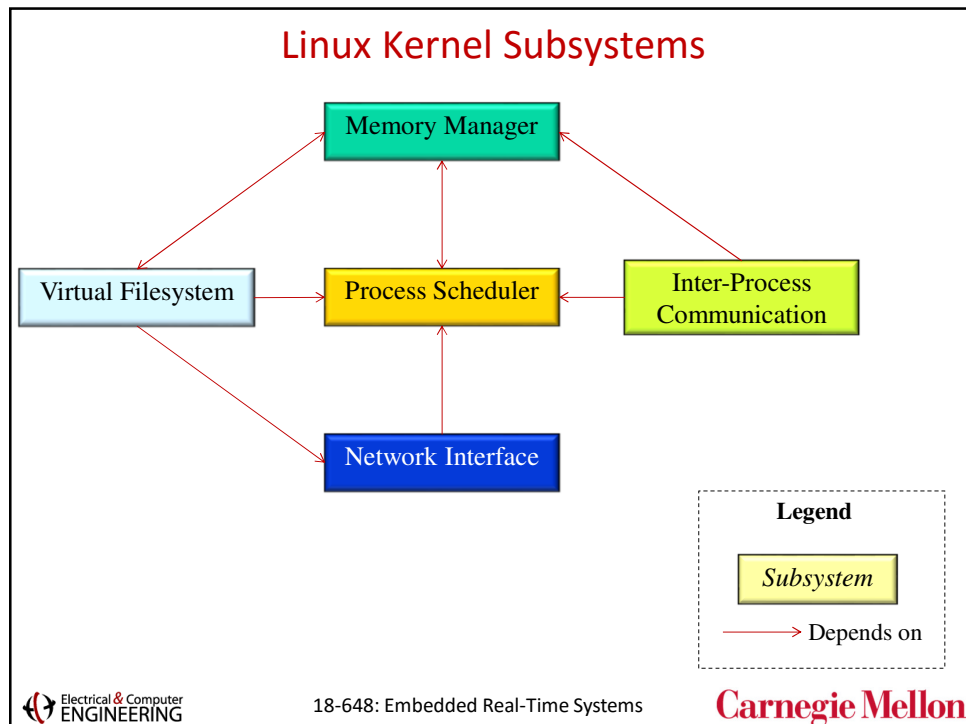 Linux Kernel Subsystems
Memory Manager
Virtual Filesystem
Process Scheduler
Inter-Process
Communication
Network Interface
Legend
Subsystem
Depends on
Electrical & Computer
ENGINEERING
18-648: Embedded Real-Time Systems
Carnegie Mellon